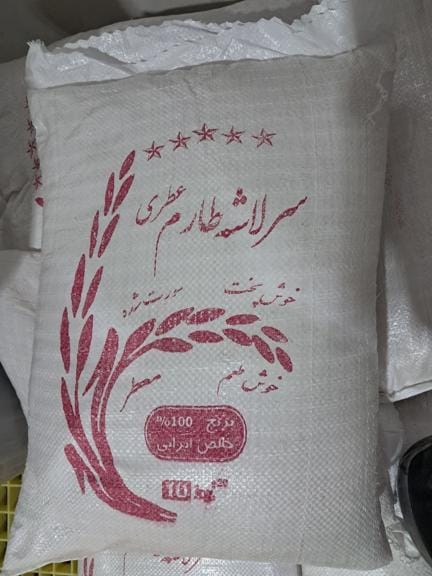 سرلاشه طارم عطری
خوش پخت سورت شده
خوش طعم معطر
برنج 100%
خالص ایرانی
10 kg